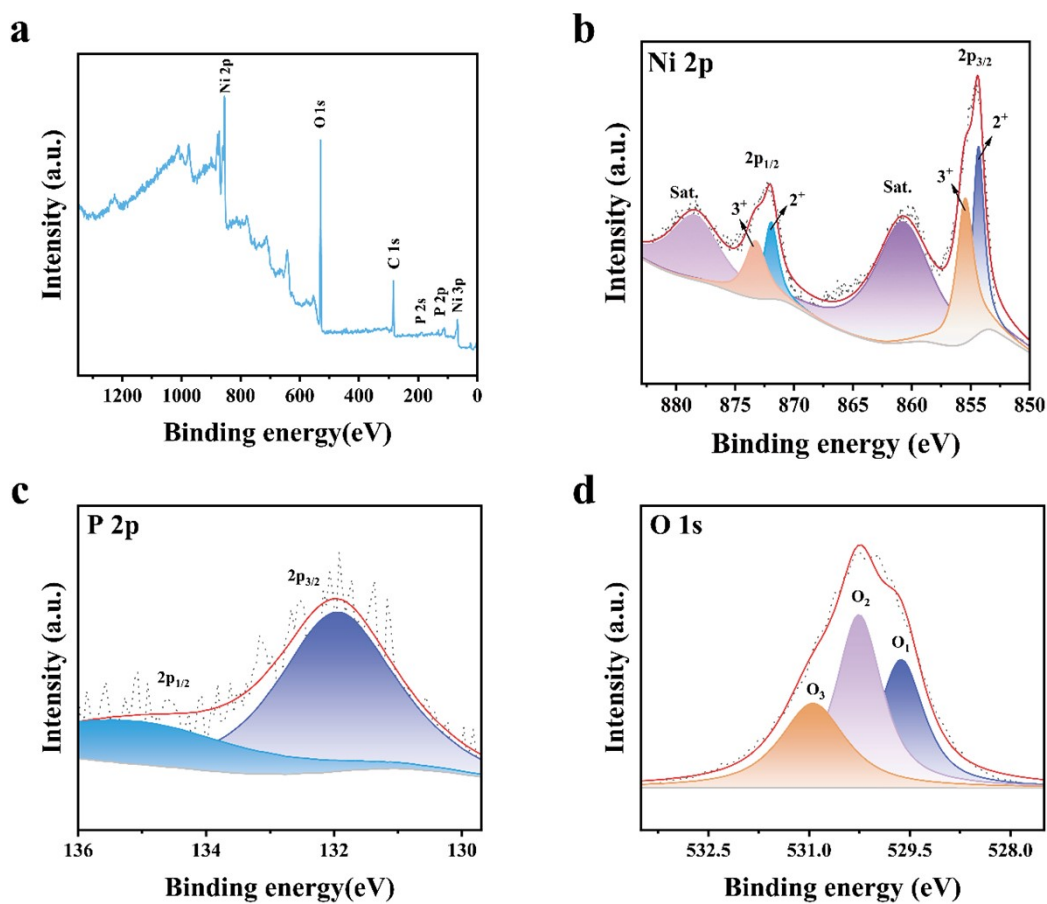 a
Ni 2p
O 1s
C 1s
P 2s
P 2p
Ni 3p
Intensity (a.u.)
1200 1000 800 600 400 200 0
Binding energy(eV)
b
Ni 2p
2p3/2
2+
3+
2p1/2
2+
3+
Sat.
Sat.
Intensity (a.u.)
880 875 870 865 860 855 850
Binding energy (eV)
c
P 2p
2p3/2
2p1/2
Intensity (a.u.)
136 134 132 130
Binding energy(eV)
d
O 1s
O2
O1
O3
Intensity (a.u.)
532.5 531.0 529.5 528.0
Binding energy (eV)